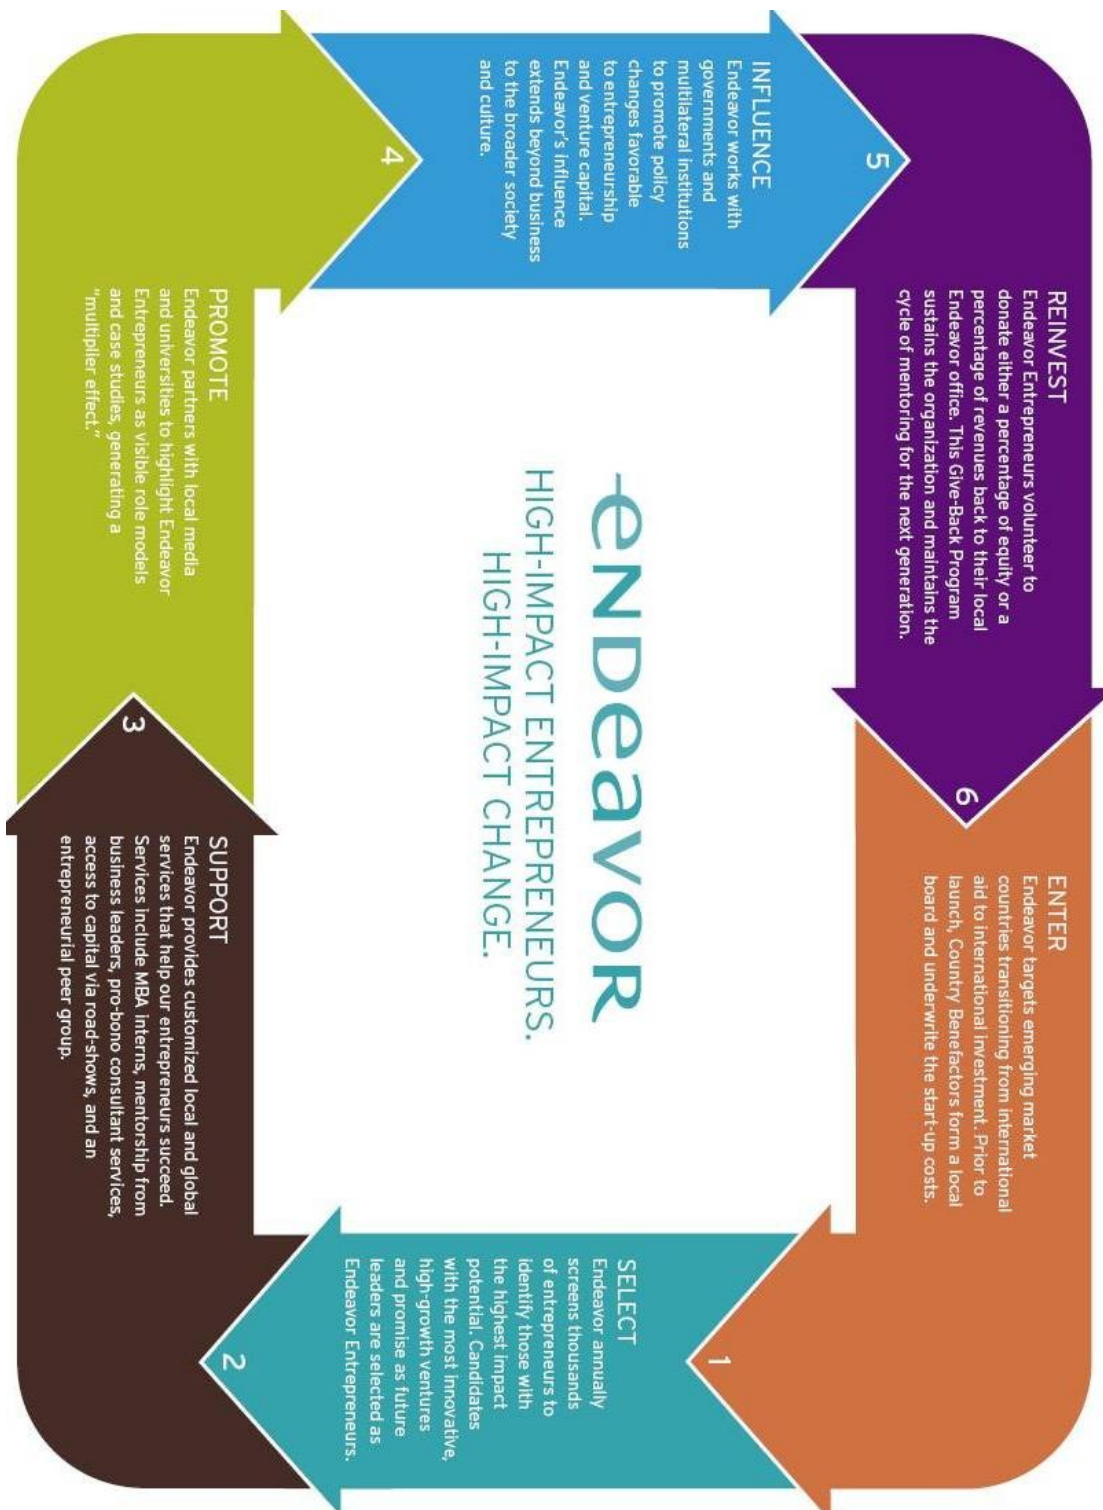 ENTER
Endeavor targets emerging market
countries transitioning from international
aid to international investment. Prior to
launch, Country Benefactors form a local
board and underwrite the start-up costs.
1
SELECT
Endeavor annually
screens thousands
of entrepreneurs to
identify those with
the highest impact
potential. Candidates
with the most innovative,
high-growth ventures
and promise as future
leaders are selected as
Endeavor Entrepreneurs.
2
SUPPORT
Endeavor provides customized local and global
services that help our entrepreneurs succeed.
Services include MBA interns, mentorship from
business leaders, pro-bono consultant services,
access to capital via road-shows, and an
entrepreneurial peer group.
3
PROMOTE
Endeavor partners with local media
and universities to highlight Endeavor
Entrepreneurs as visible role models
and case studies, generating a
“multiplier effect.”
4
INFLUENCE
Endeavor works with
governments and
multilateral institutions
to promote policy
changes favorable
to entrepreneurship
and venture capital.
Endeavor’s influence
extends beyond business
to the broader society
and culture.
5
REINVEST
Endeavor Entrepreneurs volunteer to
donate either a percentage of equity or a
percentage of revenues back to their local
Endeavor office. This Give-Back Program
sustains the organization and maintains the
cycle of mentoring for the next generation.
6
eNDeaVOR
HIGH-IMPACT ENTREPRENEURS.
HIGH-IMPACT CHANGE.